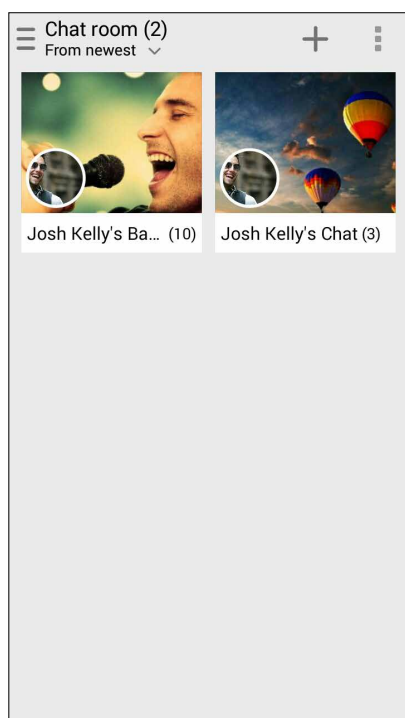 Chat room (2)
From newest
Josh Kelly's Ba... (10)
Josh Kelly's Chat (3)